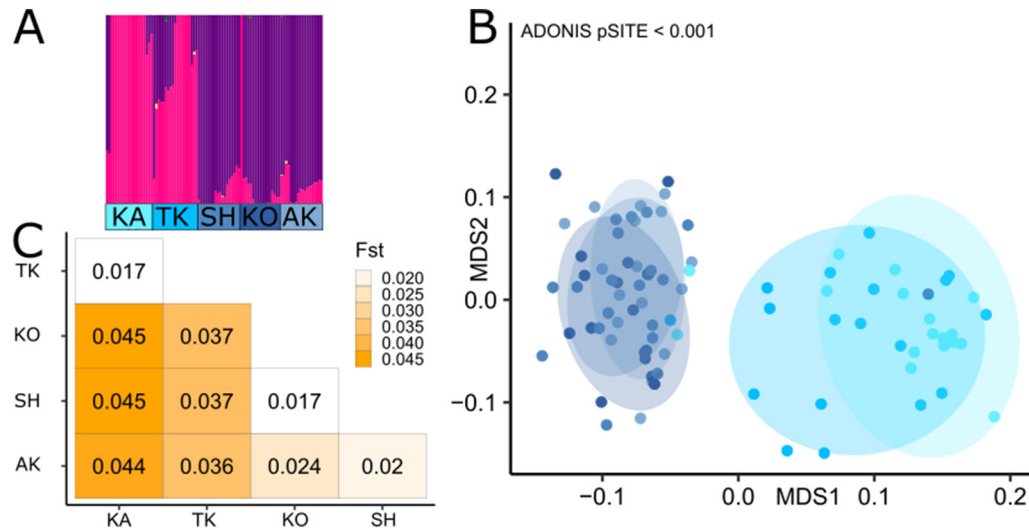 A
KA TK SH KO AK
B
ADONIS pSITE < 0.001
MDS2
0.2
0.1
0.0
−0.1
−0.1 0.0 0.1 0.2
MDS1
C
Fst
0.020
0.025
0.030
0.035
0.040
0.045
TK 0.017
KO 0.045 0.037
SH 0.045 0.037 0.017
AK 0.044 0.036 0.024 0.02
KA TK KO SH